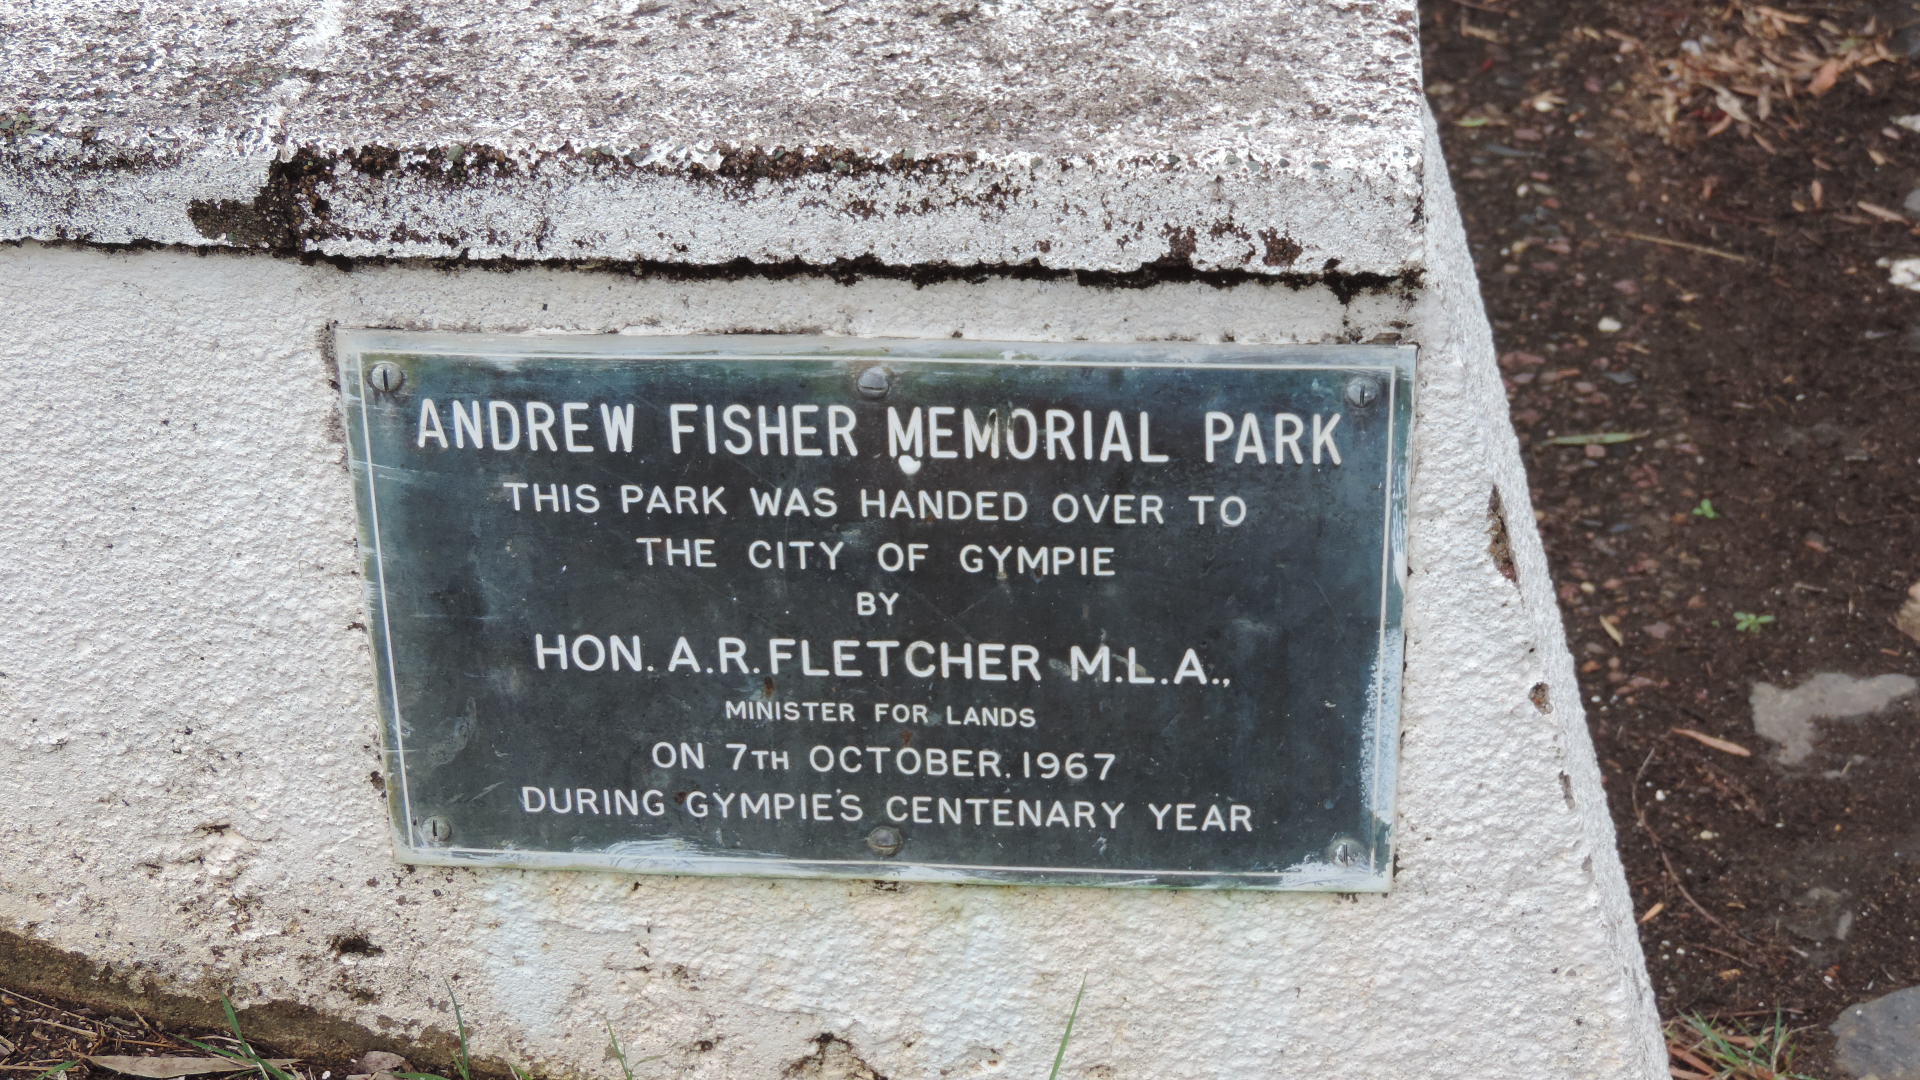 ANDREW FISHER MEMORIAL PARK
THIS PARK WAS HANDED OVER TO
THE CITY OF GYMPIE
BY
HON. A.R. FLETCHER M.L.A.,
MINISTER FOR LANDS
ON 7TH OCTOBER. 1967
DURING GYMPIE'S CENTENARY YEAR